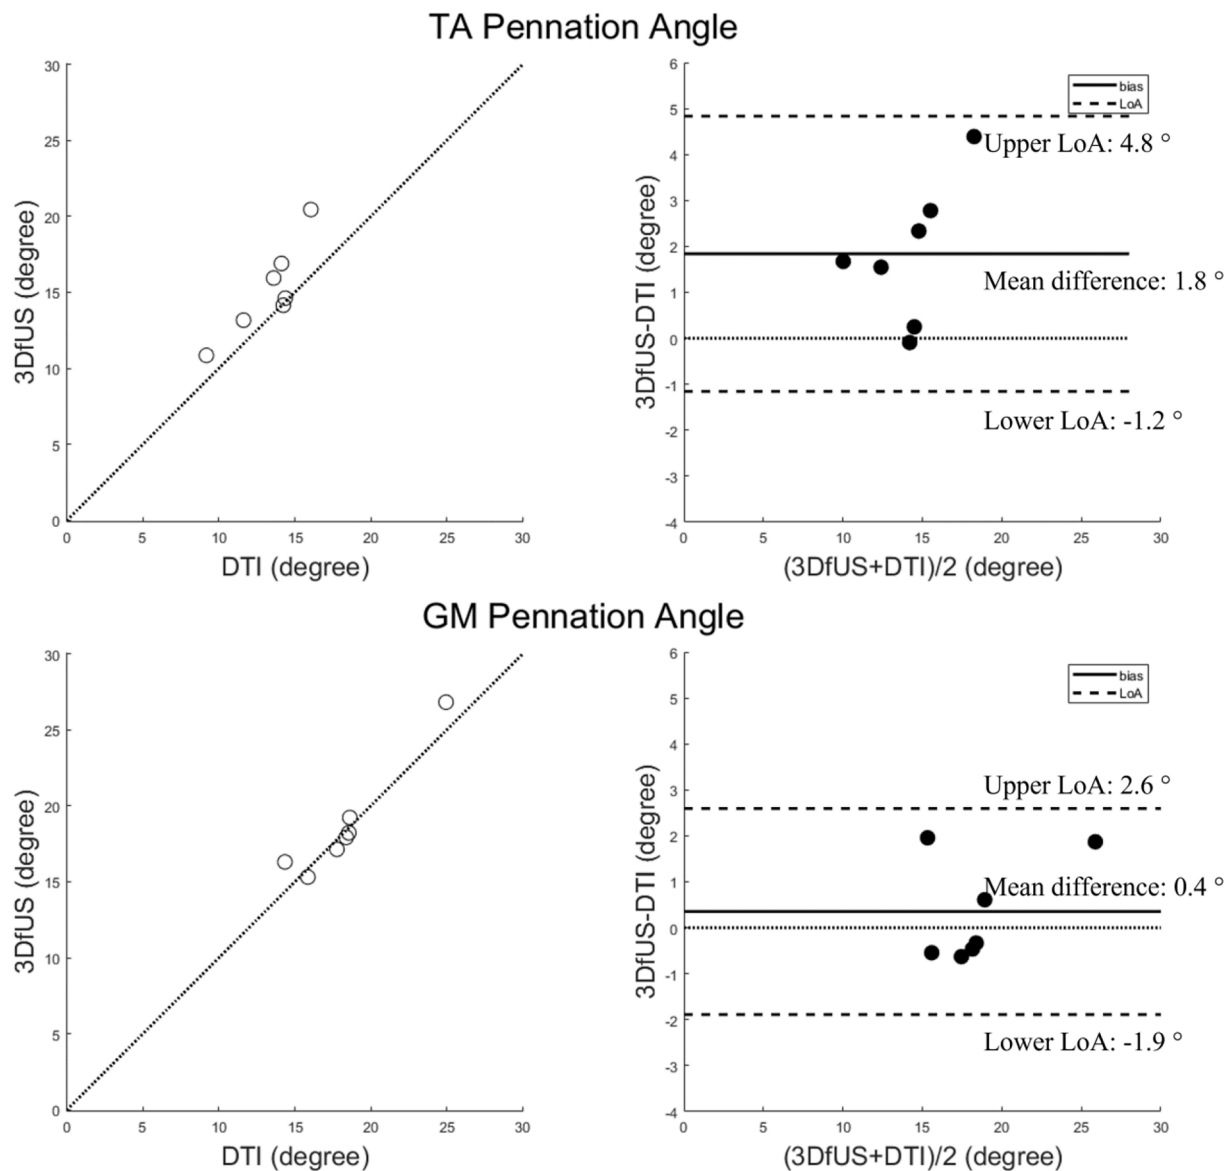 TA Pennation Angle
30
25
20
15
10
5
0
3DfUS (degree)
0 5 10 15 20 25 30
DTI (degree)
6
5
4
3
2
1
0
-1
-2
-3
-4
3DfUS-DTI (degree)
bias
LoA
Upper LoA: 4.8 °
Mean difference: 1.8 °
Lower LoA: -1.2 °
0 5 10 15 20 25 30
(3DfUS+DTI)/2 (degree)
GM Pennation Angle
30
25
20
15
10
5
0
3DfUS (degree)
0 5 10 15 20 25 30
DTI (degree)
6
5
4
3
2
1
0
-1
-2
-3
-4
3DfUS-DTI (degree)
bias
LoA
Upper LoA: 2.6 °
Mean difference: 0.4 °
Lower LoA: -1.9 °
0 5 10 15 20 25 30
(3DfUS+DTI)/2 (degree)